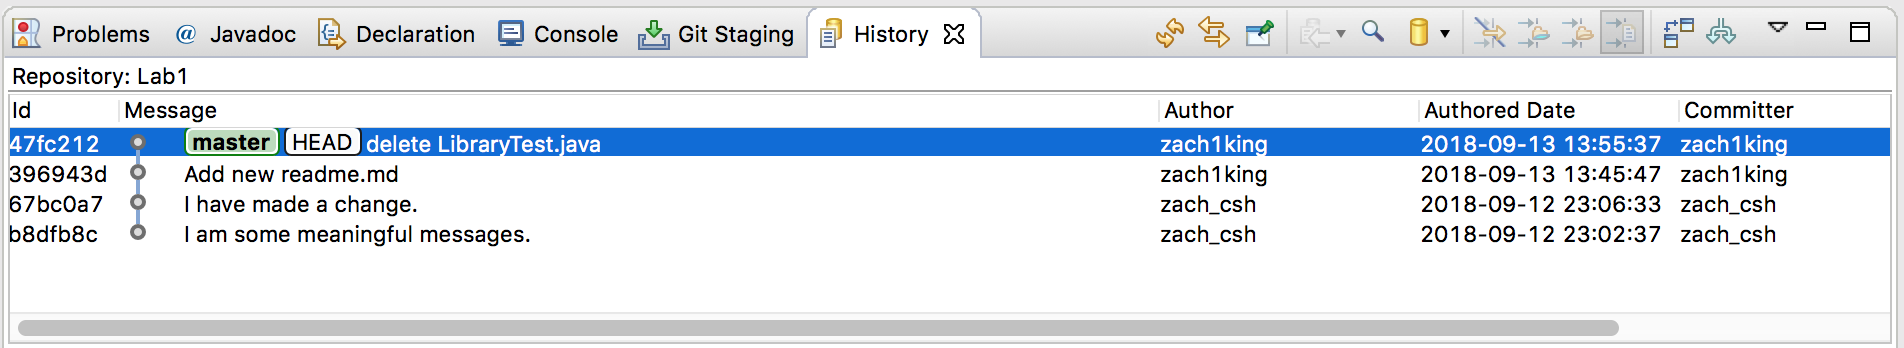 Problems @ Javadoc Declaration Console Git Staging History
Repository: Lab1
Id Message Author Authored Date Committer
47fc212 master HEAD delete LibraryTest.java zach1king 2018-09-13 13:55:37 zach1king
396943d Add new readme.md zach1king 2018-09-13 13:45:47 zach1king
67bc0a7 I have made a change. zach_csh 2018-09-12 23:06:33 zach_csh
b8dfb8c I am some meaningful messages. zach_csh 2018-09-12 23:02:37 zach_csh